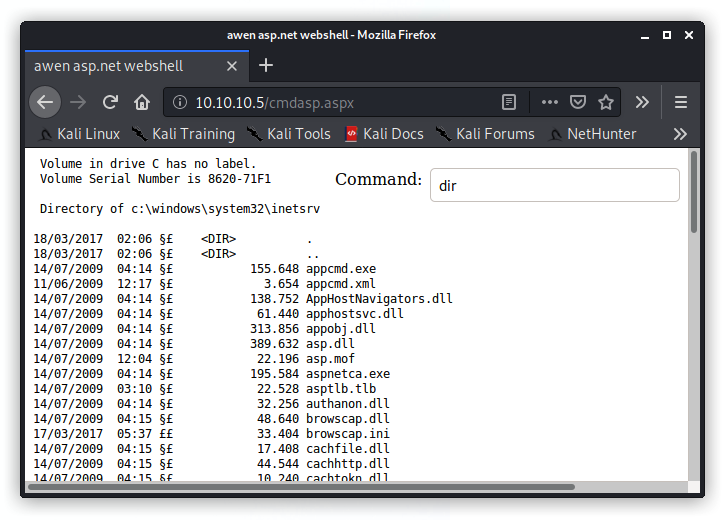 awen asp.net webshell - Mozilla Firefox
awen asp.net webshell
10.10.10.5/cmdasp.aspx
Kali Linux Kali Training Kali Tools Kali Docs Kali Forums NetHunter
Volume in drive C has no label.
Volume Serial Number is 8620-71F1
Command: dir
Directory of c:\windows\system32\inetsrv
18/03/2017 02:06 §£ <DIR> .
18/03/2017 02:06 §£ <DIR> ..
14/07/2009 04:14 §£ 155.648 appcmd.exe
11/06/2009 12:17 §£ 3.654 appcmd.xml
14/07/2009 04:14 §£ 138.752 AppHostNavigators.dll
14/07/2009 04:14 §£ 61.440 apphostsvc.dll
14/07/2009 04:14 §£ 313.856 appobj.dll
14/07/2009 04:14 §£ 389.632 asp.dll
14/07/2009 12:04 §£ 22.196 asp.mof
14/07/2009 04:14 §£ 195.584 aspnetca.exe
14/07/2009 03:10 §£ 22.528 asptlb.tlb
14/07/2009 04:14 §£ 32.256 authanon.dll
14/07/2009 04:15 §£ 48.640 browscap.dll
17/03/2017 05:37 ££ 33.404 browscap.ini
14/07/2009 04:15 §£ 17.408 cachfile.dll
14/07/2009 04:15 §£ 44.544 cachhttp.dll
14/07/2009 04:15 §£ 10.240 cachtokn.dll